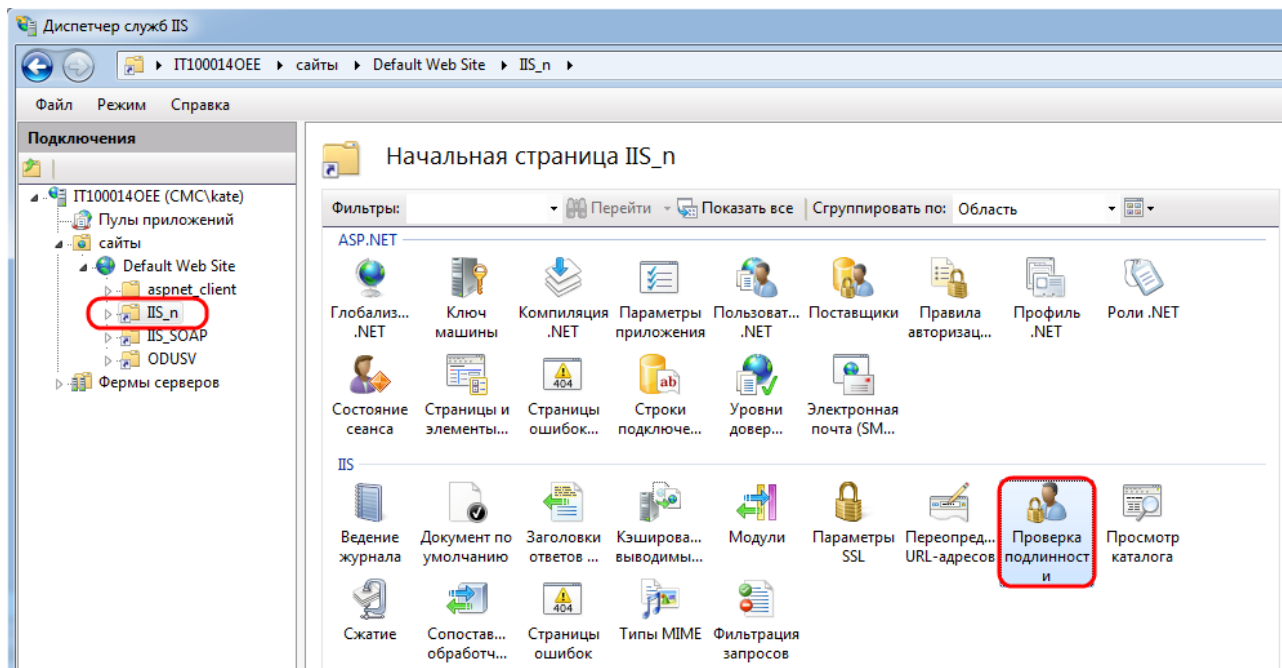 Диспетчер служб IIS
IT100014OEE ▸ сайты ▸ Default Web Site ▸ IIS_n ▸
Файл Режим Справка
Подключения
IT100014OEE (CMC\kate)
Пулы приложений
сайты
Default Web Site
aspnet_client
IIS_n
IIS_SOAP
ODUSV
Фермы серверов
Начальная страница IIS_n
Фильтры: Перейти Показать все Сгруппировать по: Область
ASP.NET
Глобализ... Ключ Компиляция Параметры Пользоват... Поставщики Правила Профиль Роли .NET
.NET машины .NET приложения .NET авторизац... .NET
Состояние Страницы и Страницы Строки Уровни Электронная
сеанса элементы... ошибок... подключе... довер... почта (SM...
IIS
Ведение Документ по Заголовки Кэширова... Модули Параметры Переопред... Проверка Просмотр
журнала умолчанию ответов ... выводимы... SSL URL-адресов подлинност каталога
и
Сжатие Сопостав... Страницы Типы MIME Фильтрация
обработч... ошибок запросов